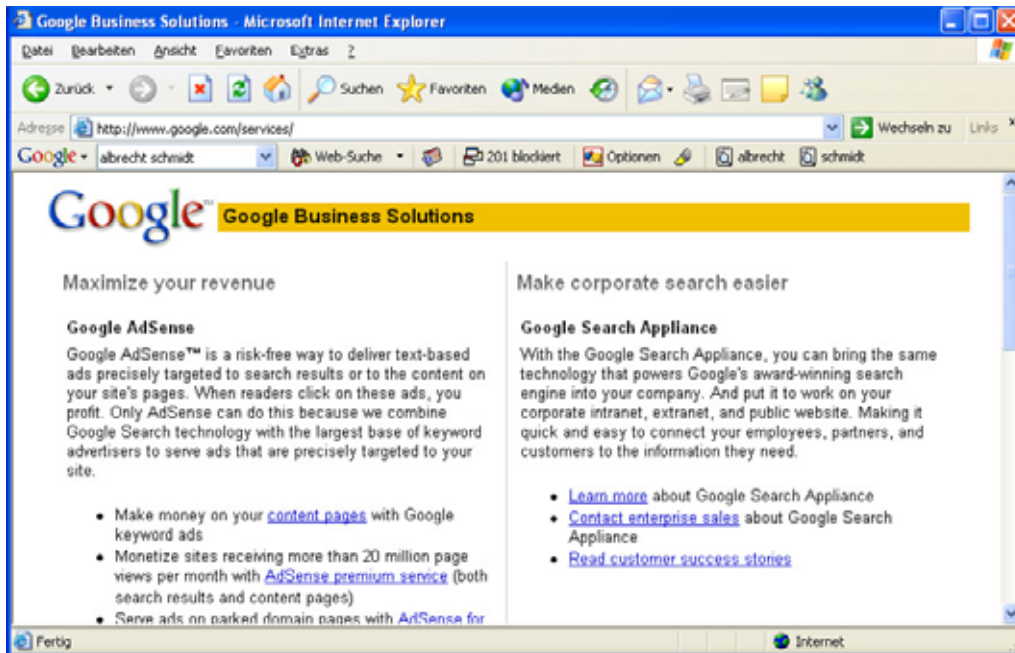 Google Business Solutions - Microsoft Internet Explorer
Datei Bearbeiten Ansicht Favoriten Extras ?
Zurück Suchen Favoriten Medien
Adresse http://www.google.com/services/ Wechseln zu Links
Google albrecht schmidt Web-Suche 201 blockiert Optionen albrecht schmidt
Google™ Google Business Solutions
Maximize your revenue
Google AdSense
Google AdSense™ is a risk-free way to deliver text-based
ads precisely targeted to search results or to the content on
your site's pages. When readers click on these ads, you
profit. Only AdSense can do this because we combine
Google Search technology with the largest base of keyword
advertisers to serve ads that are precisely targeted to your
site.
• Make money on your content pages with Google
keyword ads
• Monetize sites receiving more than 20 million page
views per month with AdSense premium service (both
search results and content pages)
• Serve ads on parked domain pages with AdSense for
Make corporate search easier
Google Search Appliance
With the Google Search Appliance, you can bring the same
technology that powers Google's award-winning search
engine into your company. And put it to work on your
corporate intranet, extranet, and public website. Making it
quick and easy to connect your employees, partners, and
customers to the information they need.
• Learn more about Google Search Appliance
• Contact enterprise sales about Google Search
Appliance
• Read customer success stories
Fertig Internet